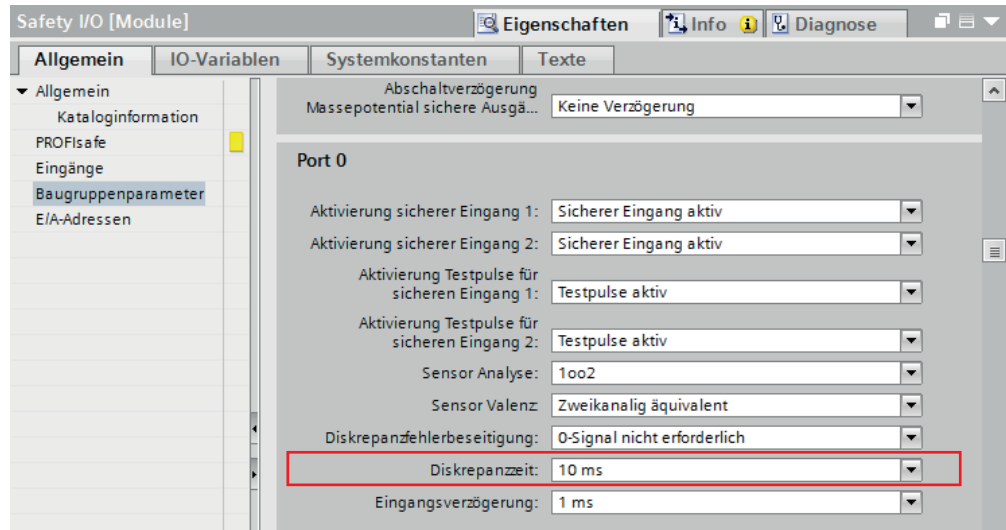 Safety I/O [Module]
Eigenschaften
Info
Diagnose
Allgemein
IO-Variablen
Systemkonstanten
Texte
Allgemein
Kataloginformation
PROFIsafe
Eingänge
Baugruppenparameter
E/A-Adressen
Abschaltverzögerung
Massepotential sichere Ausgä... Keine Verzögerung
Port 0
Aktivierung sicherer Eingang 1: Sicherer Eingang aktiv
Aktivierung sicherer Eingang 2: Sicherer Eingang aktiv
Aktivierung Testpulse für
sicheren Eingang 1: Testpulse aktiv
Aktivierung Testpulse für
sicheren Eingang 2: Testpulse aktiv
Sensor Analyse: 1oo2
Sensor Valenz: Zweikanalig äquivalent
Diskrepanzfehlerbeseitigung: 0-Signal nicht erforderlich
Diskrepanzzeit: 10 ms
Eingangsverzögerung: 1 ms